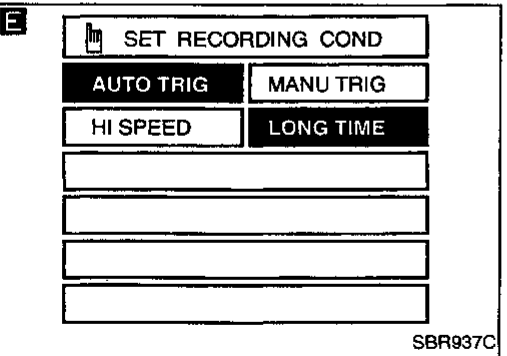 E
SET RECORDING COND
AUTO TRIG MANU TRIG
HI SPEED LONG TIME
SBR937C